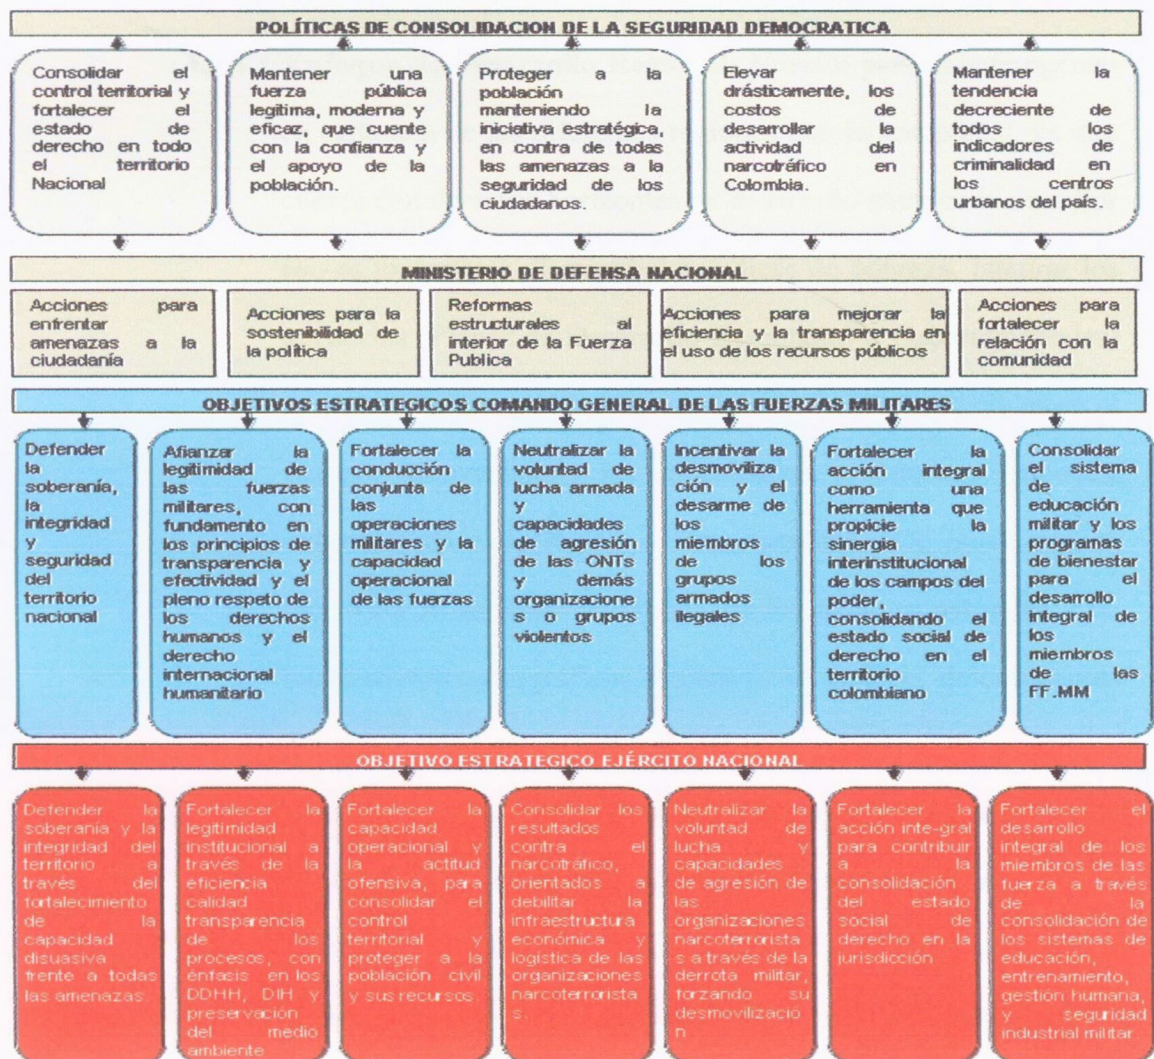 POLÍTICAS DE CONSOLIDACION DE LA SEGURIDAD DEMOCRATICA
Consolidar el
control territorial y
fortalecer el
estado de
derecho en todo
el territorio
Nacional
Mantener una
fuerza pública
legítima, moderna y
eficaz, que cuente
con la confianza y
el apoyo de la
población.
Proteger a la
población
manteniendo la
iniciativa estratégica,
en contra de todas
las amenazas a la
seguridad de los
ciudadanos.
Elevar
drásticamente, los
costos de
desarrollar la
actividad del
narcotráfico en
Colombia.
Mantener la
tendencia
decreciente de
todos los
indicadores de
criminalidad en
los centros
urbanos del país.
MINISTERIO DE DEFENSA NACIONAL
Acciones para
enfrentar
amenazas a la
ciudadanía
Acciones para la
sostenibilidad de
la política
Reformas
estructurales al
interior de la Fuerza
Publica
Acciones para mejorar la
eficiencia y la transparencia en
el uso de los recursos públicos
Acciones para
fortalecer la
relación con la
comunidad
OBJETIVOS ESTRATEGICOS COMANDO GENERAL DE LAS FUERZAS MILITARES
Defender
la
soberanía,
la
integridad
y
seguridad
del
territorio
nacional
Afianzar la
legitimidad de
las fuerzas
militares, con
fundamento en
los principios de
transparencia y
efectividad y el
pleno respeto de
los derechos
humanos y el
derecho
internacional
humanitario
Fortalecer la
conducción
conjunta de
las
operaciones
militares y la
capacidad
operacional
de las fuerzas
Neutralizar la
voluntad de
lucha armada
y
capacidades
de agresión
de las ONTs
y demás
organizacione
s o grupos
violentos
Incentivar la
desmoviliza
ción y el
desarme de
los
miembros
de los
grupos
armados
ilegales
Fortalecer la
acción integral
como una
herramienta que
propicie la
sinergia
interinstitucional
de los campos del
poder,
consolidando el
estado social de
derecho en el
territorio
colombiano
Consolidar
el sistema
de
educación
militar y los
programas
de bienestar
para el
desarrollo
integral de
los
miembros
de las
FF.MM
OBJETIVO ESTRATEGICO EJÉRCITO NACIONAL
Defender la
soberanía y la
integridad del
territorio a
través del
fortalecimiento
de la
capacidad
disuasiva
frente a todas
las amenazas
Fortalecer la
legitimidad
institucional a
través de la
eficiencia
calidad
transparencia
de los
procesos, con
énfasis en los
DDHH, DIH y
preservación
del medio
ambiente
Fortalecer la
capacidad
operacional y
la actitud
ofensiva, para
consolidar el
control
territorial y
proteger a la
población civil
y sus recursos.
Consolidar los
resultados
contra el
narcotráfico,
orientados a
debilitar la
infraestructura
económica y
logística de las
organizaciones
narcoterrorista
s.
Neutralizar la
voluntad de
lucha y
capacidades
de agresión de
las
organizaciones
narcoterrorista
s a través de la
derrota militar,
forzando su
desmovilizació
n
Fortalecer la
acción inte-gral
para contribuir
a la
consolidación
del estado
social de
derecho en la
jurisdicción
Fortalecer el
desarrollo
integral de los
miembros de las
fuerza a través
de la
consolidación de
los sistemas de
educación,
entrenamiento,
gestión humana,
y seguridad
industrial militar